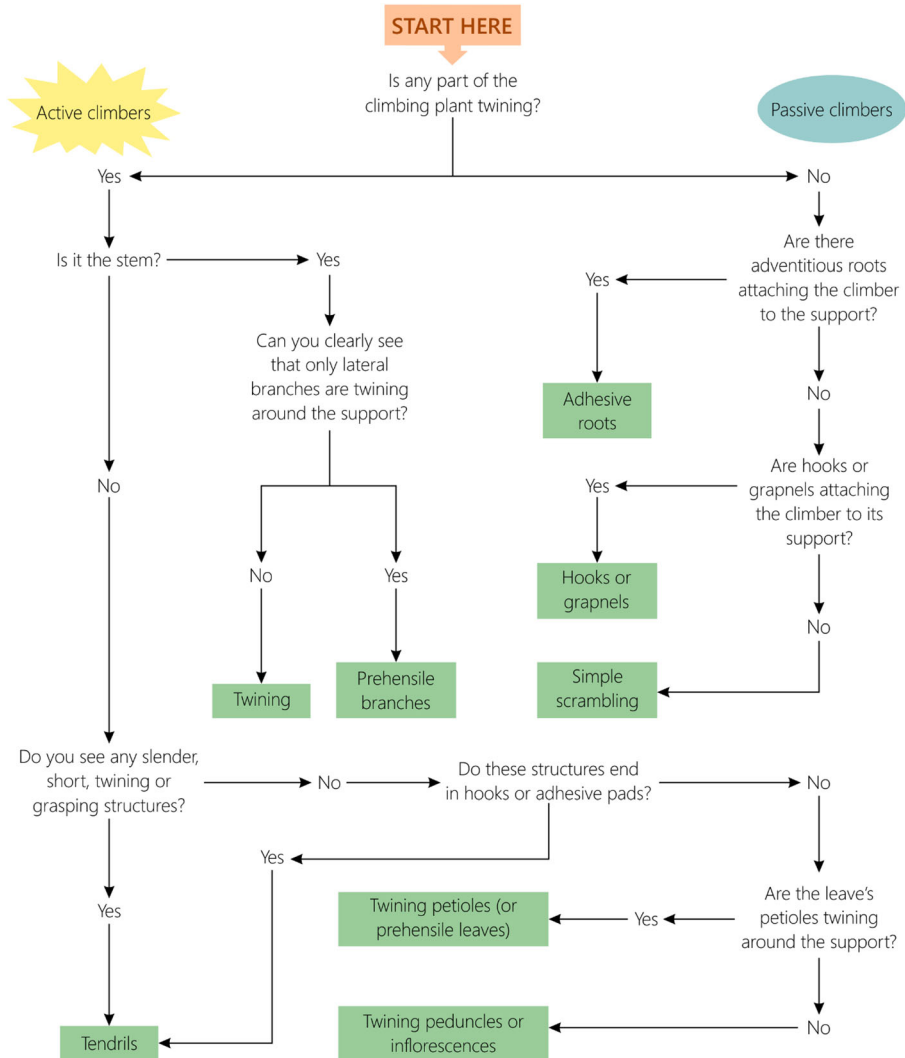 START HERE
Is any part of the
climbing plant twining?
Active climbers
Passive climbers
Yes
No
Is it the stem?
Yes
Are there
adventitious roots
attaching the climber
to the support?
Yes
Can you clearly see
that only lateral
branches are twining
around the support?
Adhesive
roots
No
Are hooks or
grapnels attaching
the climber to its
support?
Yes
No
No
Yes
Hooks or
grapnels
No
Twining
Prehensile
branches
Simple
scrambling
Do you see any slender,
short, twining or
grasping structures?
No
Do these structures end
in hooks or adhesive pads?
No
Yes
Yes
Twining petioles (or
prehensile leaves)
Yes
Are the leave's
petioles twining
around the support?
Tendrils
Twining peduncles or
inflorescences
No